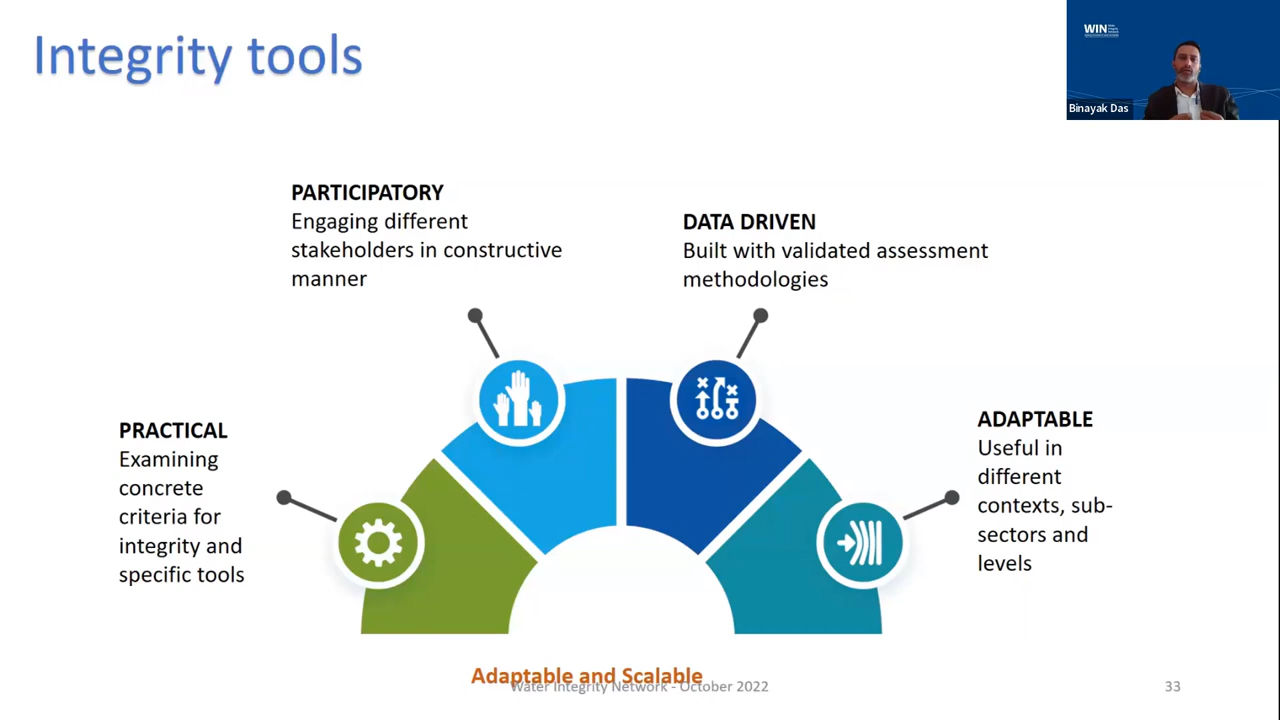 Integrity tools
WIN
Binayak Das
PARTICIPATORY
Engaging different
stakeholders in constructive
manner
DATA DRIVEN
Built with validated assessment
methodologies
PRACTICAL
Examining
concrete
criteria for
integrity and
specific tools
ADAPTABLE
Useful in
different
contexts, sub-
sectors and
levels
Adaptable and Scalable
Water Integrity Network - October 2022
33